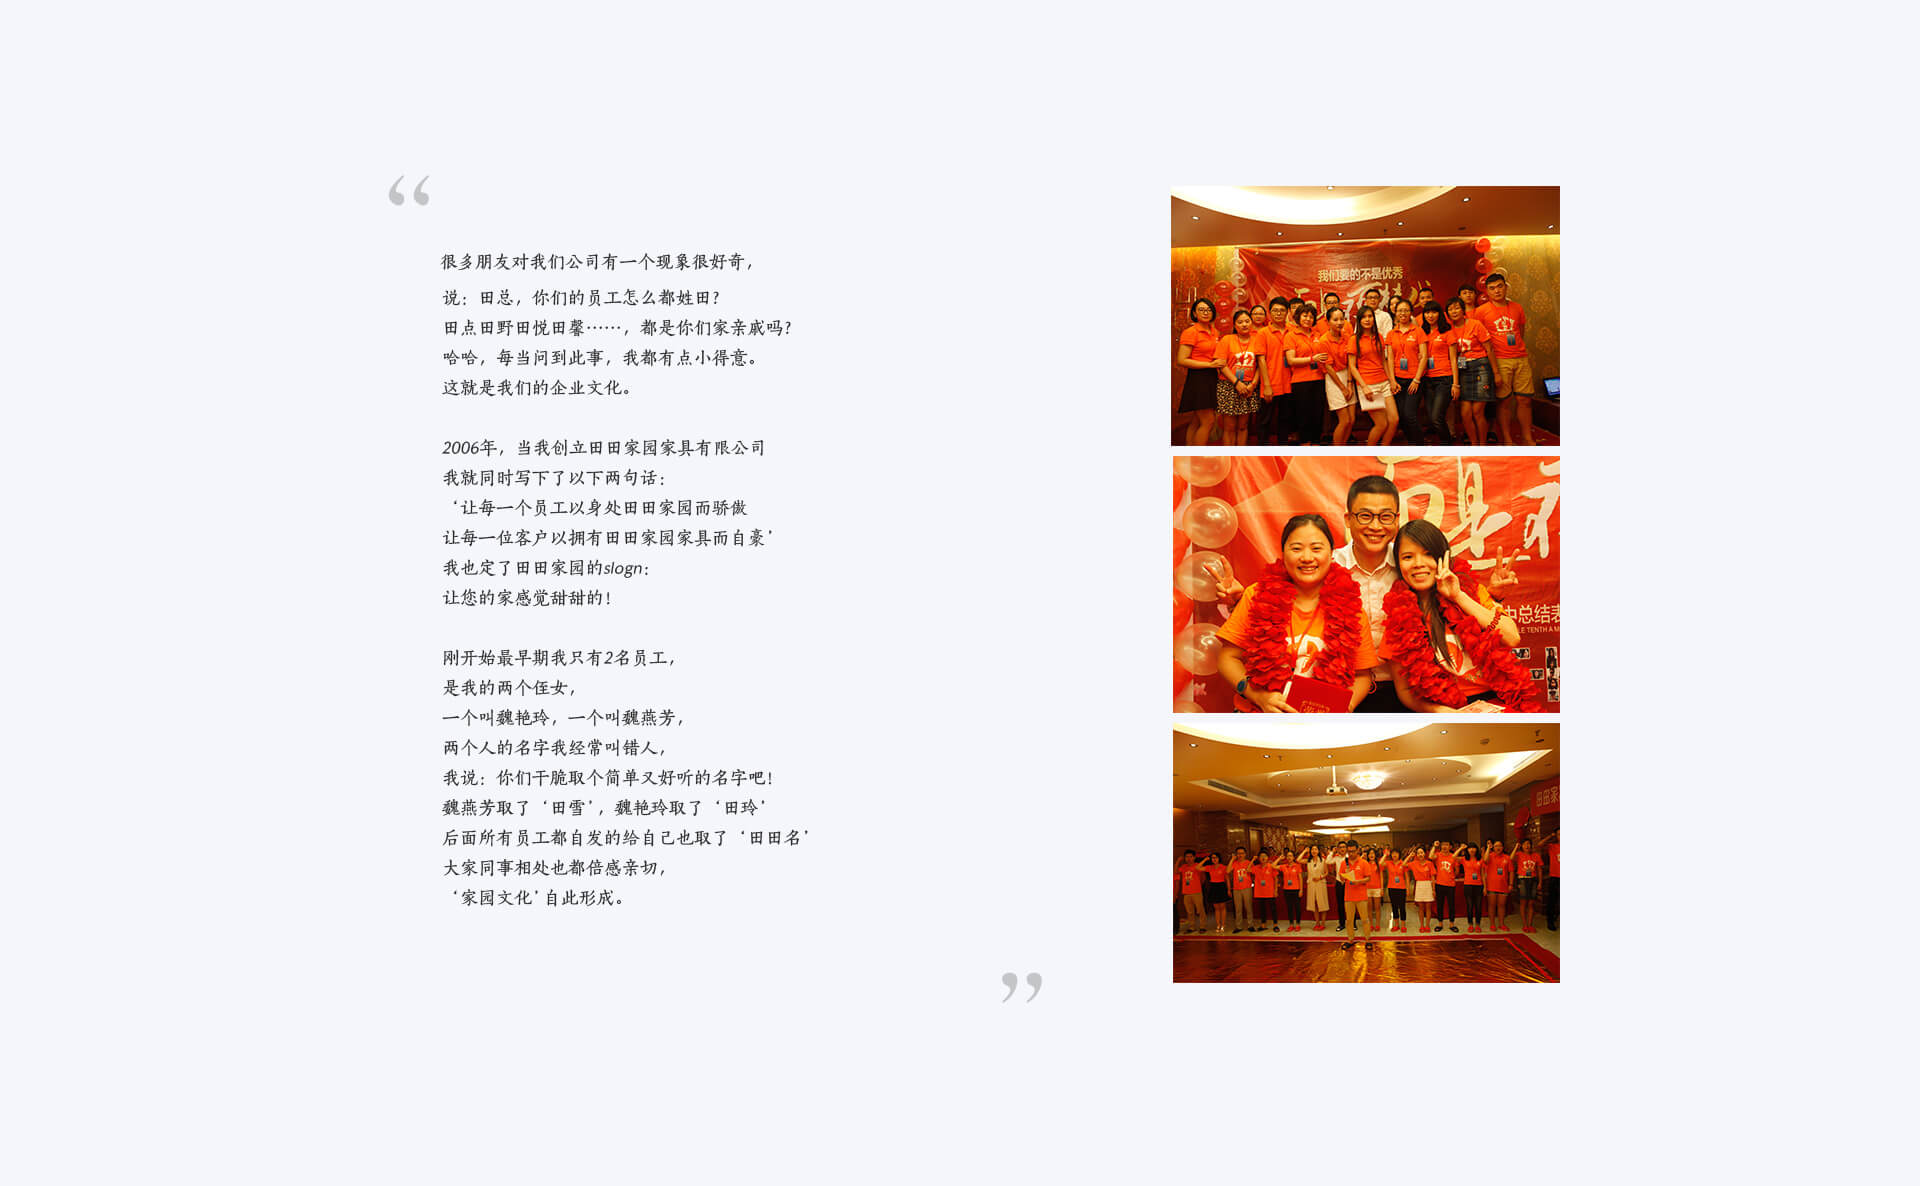 “
很多朋友对我们公司有一个现象很好奇，
说：田总，你们的员工怎么都姓田？
田点田野田悦田馨……，都是你们家亲戚吗？
哈哈，每当问到此事，我都有点小得意。
这就是我们的企业文化。
2006年，当我创立田田家园家具有限公司
我就同时写下了以下两句话：
‘让每一个员工以身处田田家园而骄傲
让每一位客户以拥有田田家园家具而自豪’
我也定了田田家园的slogn：
让您的家感觉甜甜的！
刚开始最早期我只有2名员工，
是我的两个侄女，
一个叫魏艳玲，一个叫魏燕芳，
两个人的名字我经常叫错人，
我说：你们干脆取个简单又好听的名字吧！
魏燕芳取了‘田雪’，魏艳玲取了‘田玲’
后面所有员工都自发的给自己也取了‘田田名’
大家同事相处也都倍感亲切，
‘家园文化’自此形成。
”
我们要的不是优秀
总结表
LE TENTH A M
田田家